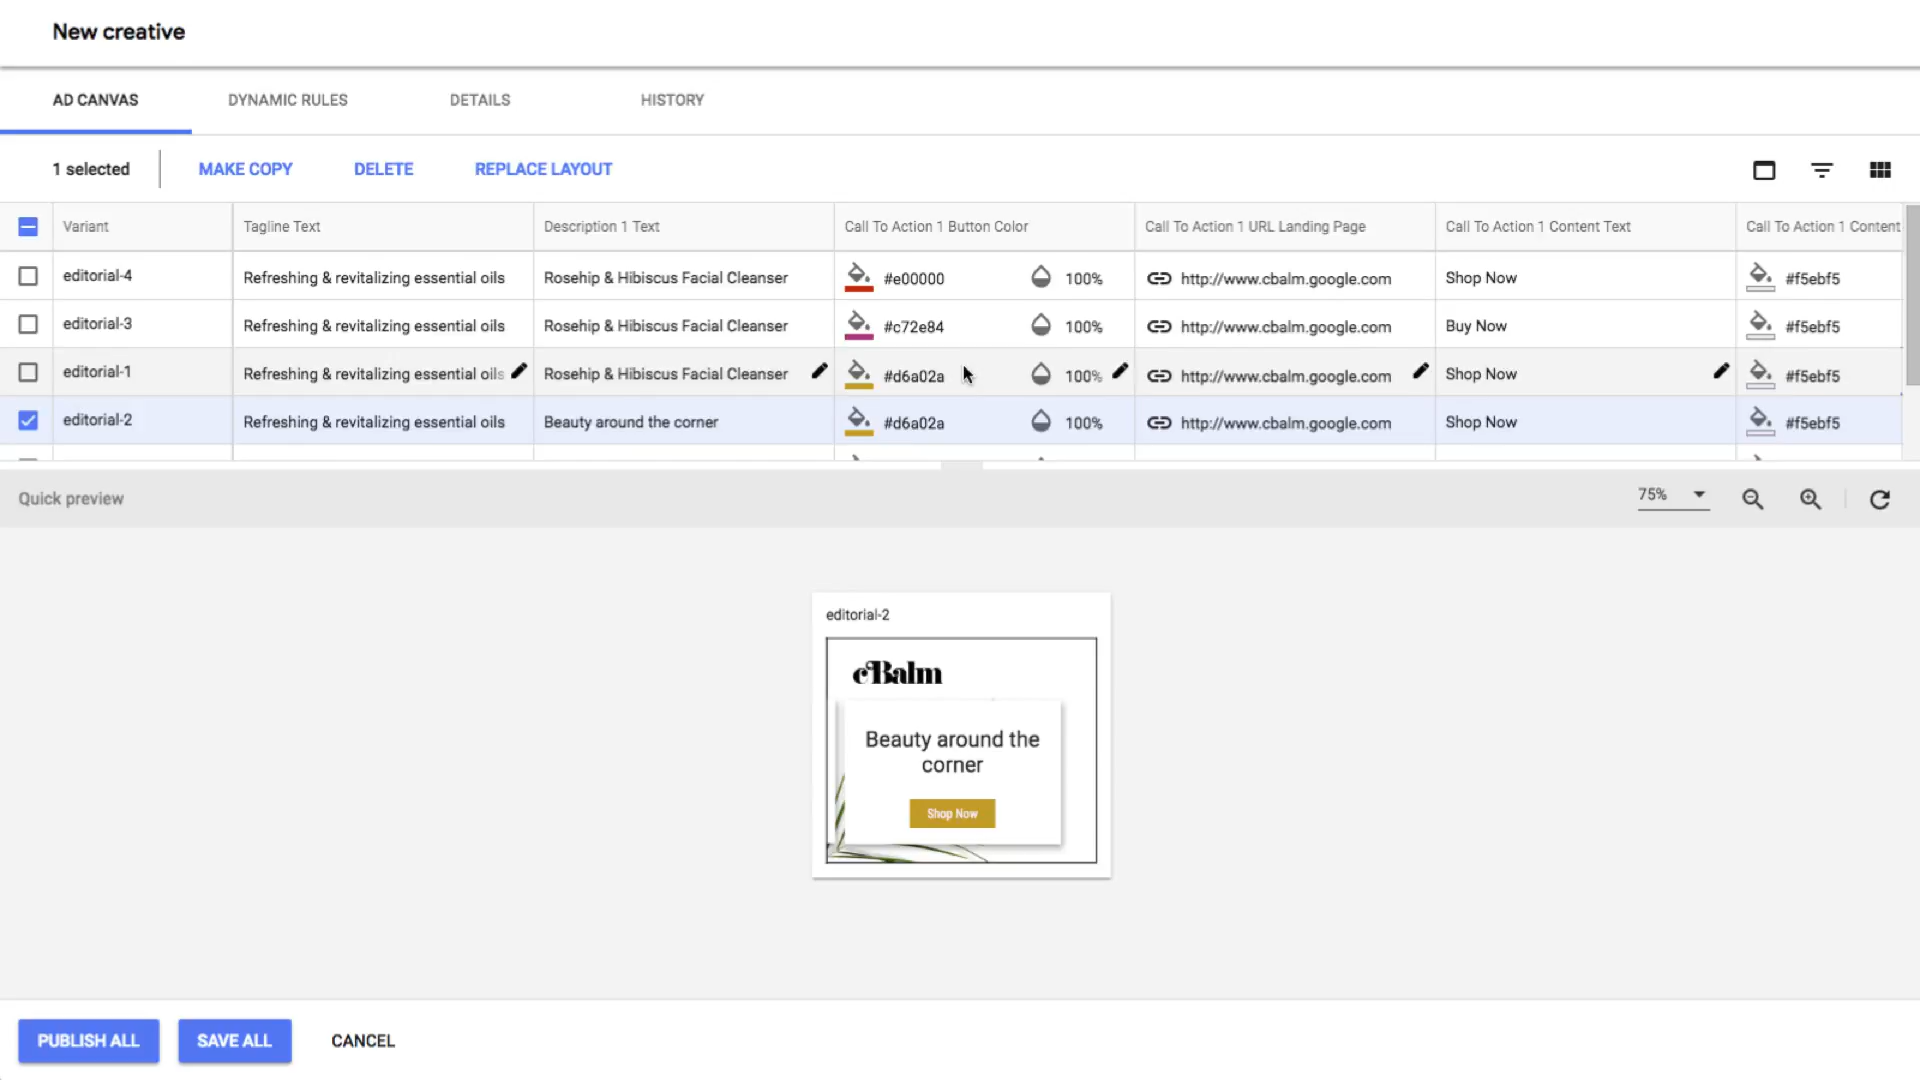 New creative
AD CANVAS DYNAMIC RULES DETAILS HISTORY
1 selected MAKE COPY DELETE REPLACE LAYOUT
Variant Tagline Text Description 1 Text Call To Action 1 Button Color Call To Action 1 URL Landing Page Call To Action 1 Content Text Call To Action 1 Content
editorial-4 Refreshing & revitalizing essential oils Rosehip & Hibiscus Facial Cleanser #e00000 100% http://www.cbalm.google.com Shop Now #f5ebf5
editorial-3 Refreshing & revitalizing essential oils Rosehip & Hibiscus Facial Cleanser #c72e84 100% http://www.cbalm.google.com Buy Now #f5ebf5
editorial-1 Refreshing & revitalizing essential oils Rosehip & Hibiscus Facial Cleanser #d6a02a 100% http://www.cbalm.google.com Shop Now #f5ebf5
editorial-2 Refreshing & revitalizing essential oils Beauty around the corner #d6a02a 100% http://www.cbalm.google.com Shop Now #f5ebf5
Quick preview 75%
editorial-2
cBalm
Beauty around the
corner
Shop Now
PUBLISH ALL SAVE ALL CANCEL